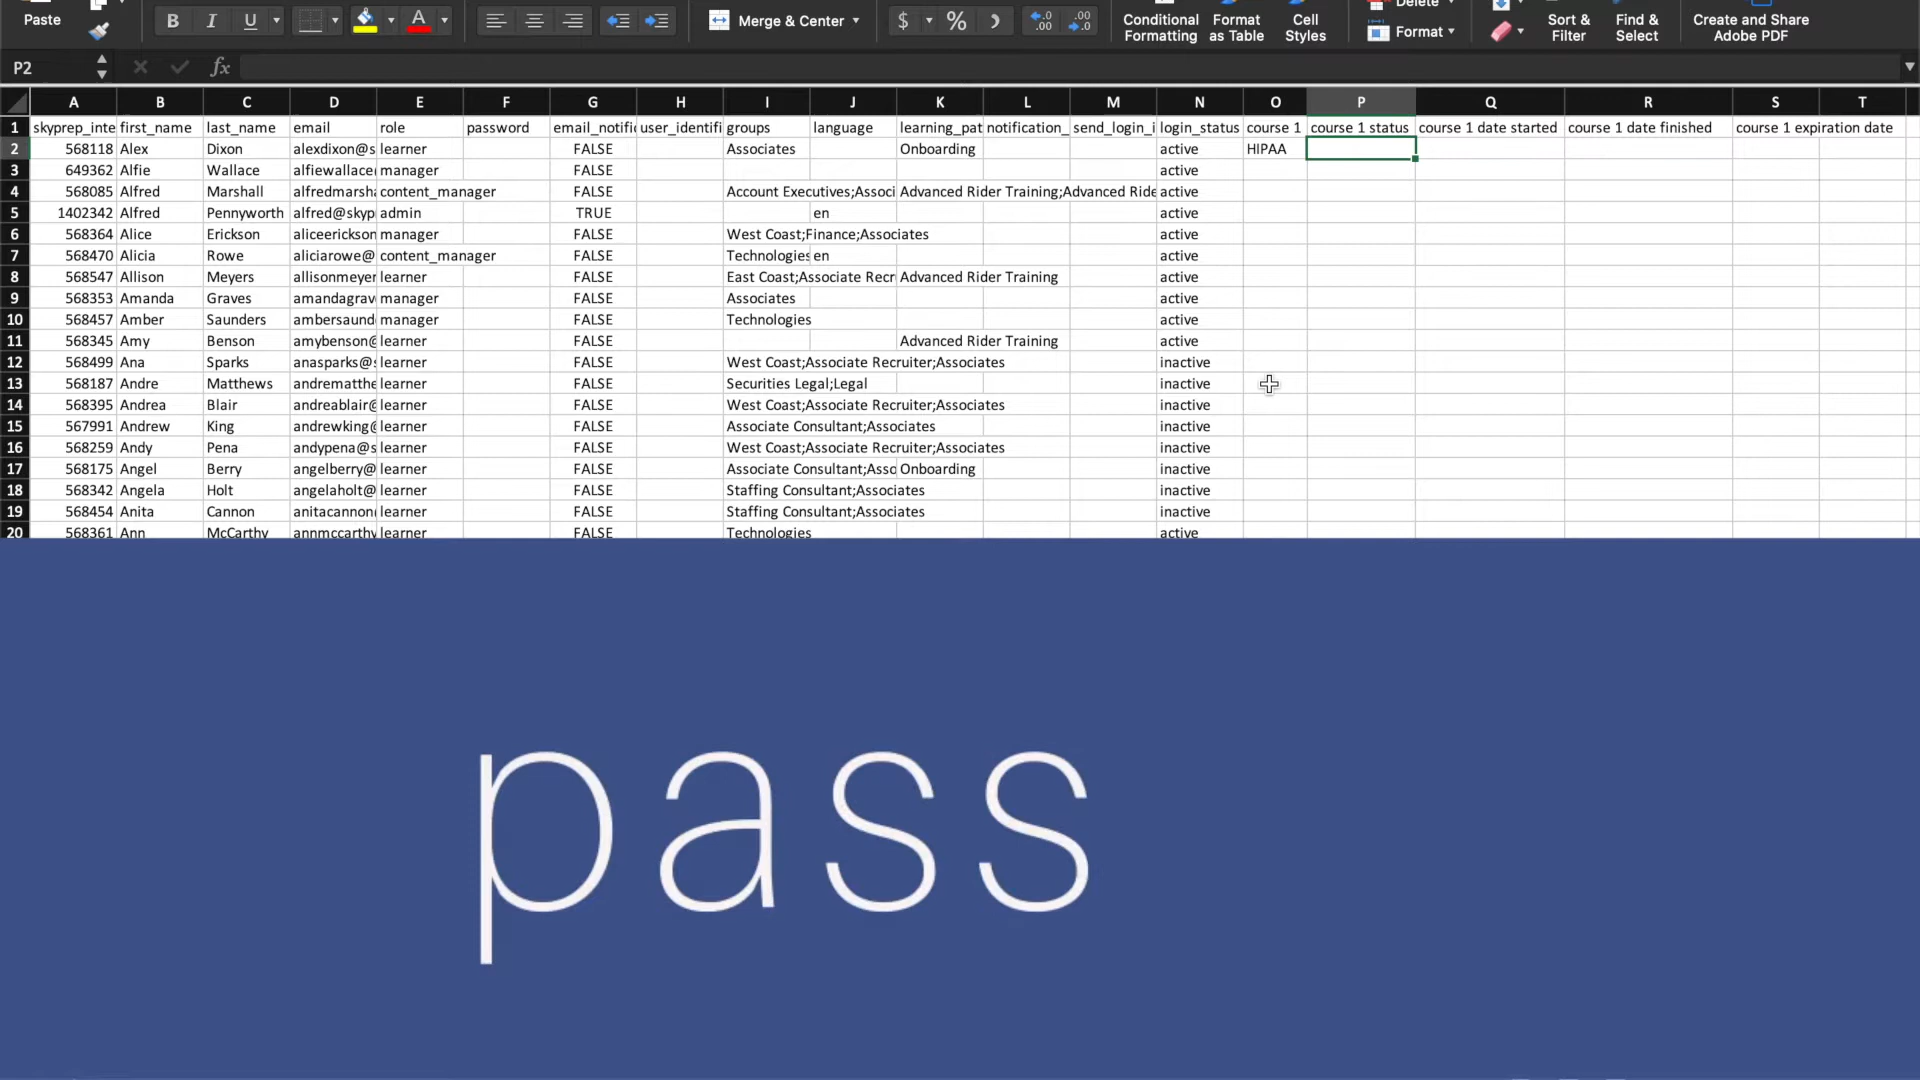 Paste B I U A Merge & Center $ % Conditional Formatting Format as Table Cell Styles Delete Format Sort & Filter Find & Select Create and Share Adobe PDF
P2 fx
A B C D E F G H I J K L M N O P Q R S T
1 skyprep_inte first_name last_name email role password email_notific user_identifi groups language learning_pat notification_ send_login_i login_status course 1 course 1 status course 1 date started course 1 date finished course 1 expiration date
2 568118 Alex Dixon alexdixon@s learner FALSE Associates Onboarding active HIPAA
3 649362 Alfie Wallace alfiewallace manager FALSE active
4 568085 Alfred Marshall alfredmarsha content_manager FALSE Account Executives;Associ Advanced Rider Training;Advanced Ride active
5 1402342 Alfred Pennyworth alfred@skyp admin TRUE en active
6 568364 Alice Erickson aliceerickson manager FALSE West Coast;Finance;Associates active
7 568470 Alicia Rowe aliciarowe@ content_manager FALSE Technologies en active
8 568547 Allison Meyers allisonmeyer learner FALSE East Coast;Associate Recr Advanced Rider Training active
9 568353 Amanda Graves amandagrav manager FALSE Associates active
10 568457 Amber Saunders ambersaund manager FALSE Technologies active
11 568345 Amy Benson amybenson@ learner FALSE Advanced Rider Training active
12 568499 Ana Sparks anasparks@s learner FALSE West Coast;Associate Recruiter;Associates inactive
13 568187 Andre Matthews andrematthe learner FALSE Securities Legal;Legal inactive
14 568395 Andrea Blair andreablair@ learner FALSE West Coast;Associate Recruiter;Associates inactive
15 567991 Andrew King andrewking@ learner FALSE Associate Consultant;Associates inactive
16 568259 Andy Pena andypena@s learner FALSE West Coast;Associate Recruiter;Associates inactive
17 568175 Angel Berry angelberry@ learner FALSE Associate Consultant;Asso Onboarding inactive
18 568342 Angela Holt angelaholt@ learner FALSE Staffing Consultant;Associates inactive
19 568454 Anita Cannon anitacannon learner FALSE Staffing Consultant;Associates inactive
20 568361 Ann McCarthy annmccarthy learner FALSE Technologies active
pass